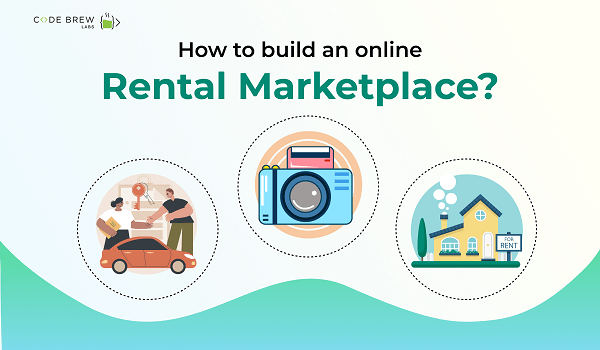 CODE BREW
LABS
How to build an online
Rental Marketplace?
FOR
RENT